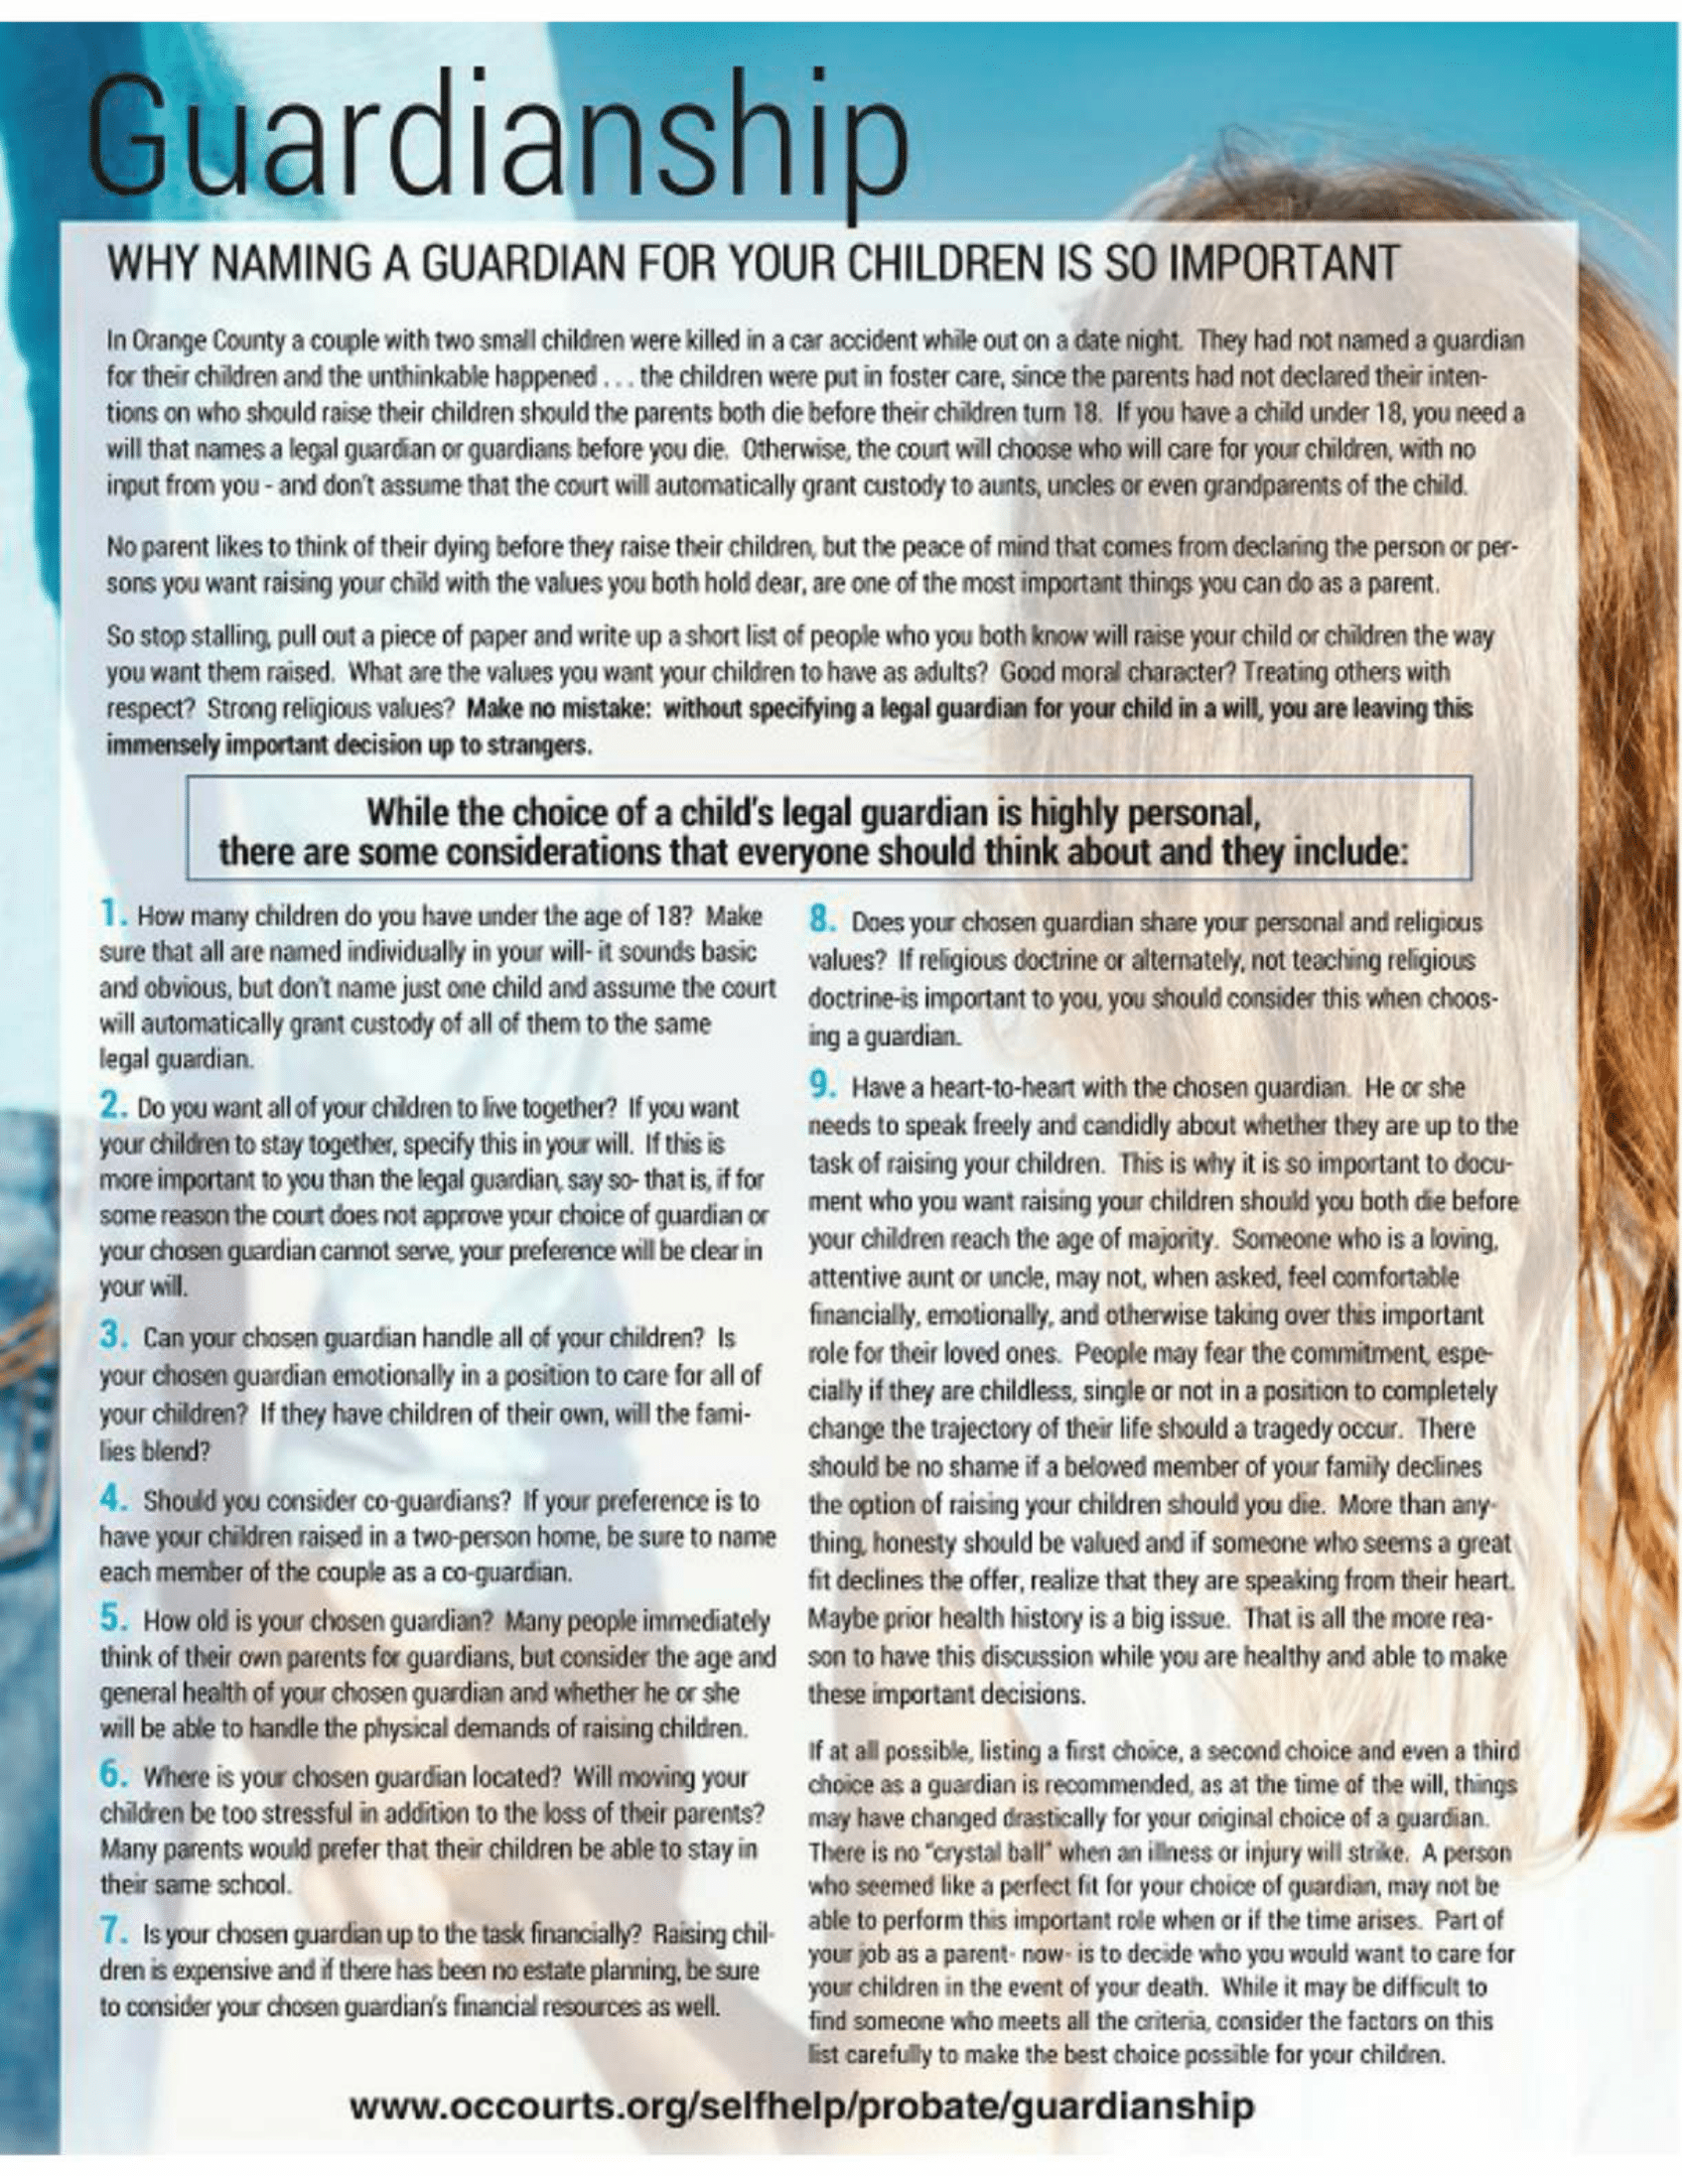 Guardianship
WHY NAMING A GUARDIAN FOR YOUR CHILDREN IS SO IMPORTANT
In Orange County a couple with two small children were killed in a car accident while out on a date night. They had not named a guardian
for their children and the unthinkable happened . . . the children were put in foster care, since the parents had not declared their inten-
tions on who should raise their children should the parents both die before their children turn 18. If you have a child under 18, you need a
will that names a legal guardian or guardians before you die. Otherwise, the court will choose who will care for your children, with no
input from you - and don't assume that the court will automatically grant custody to aunts, uncles or even grandparents of the child.
No parent likes to think of their dying before they raise their children, but the peace of mind that comes from declaring the person or per-
sons you want raising your child with the values you both hold dear, are one of the most important things you can do as a parent.
So stop stalling, pull out a piece of paper and write up a short list of people who you both know will raise your child or children the way
you want them raised. What are the values you want your children to have as adults? Good moral character? Treating others with
respect? Strong religious values? Make no mistake: without specifying a legal guardian for your child in a will, you are leaving this
immensely important decision up to strangers.
While the choice of a child's legal guardian is highly personal,
there are some considerations that everyone should think about and they include:
1. How many children do you have under the age of 18? Make
sure that all are named individually in your will- it sounds basic
and obvious, but don't name just one child and assume the court
will automatically grant custody of all of them to the same
legal guardian.
2. Do you want all of your children to live together? If you want
your children to stay together, specify this in your will. If this is
more important to you than the legal guardian, say so- that is, if for
some reason the court does not approve your choice of guardian or
your chosen guardian cannot serve, your preference will be clear in
your will.
3. Can your chosen guardian handle all of your children? Is
your chosen guardian emotionally in a position to care for all of
your children? If they have children of their own, will the fami-
lies blend?
4. Should you consider co-guardians? If your preference is to
have your children raised in a two-person home, be sure to name
each member of the couple as a co-guardian.
5. How old is your chosen guardian? Many people immediately
think of their own parents for guardians, but consider the age and
general health of your chosen guardian and whether he or she
will be able to handle the physical demands of raising children.
6. Where is your chosen guardian located? Will moving your
children be too stressful in addition to the loss of their parents?
Many parents would prefer that their children be able to stay in
their same school.
7. Is your chosen guardian up to the task financially? Raising chil-
dren is expensive and if there has been no estate planning, be sure
to consider your chosen guardian's financial resources as well.
8. Does your chosen guardian share your personal and religious
values? If religious doctrine or alternately, not teaching religious
doctrine-is important to you, you should consider this when choos-
ing a guardian.
9. Have a heart-to-heart with the chosen guardian. He or she
needs to speak freely and candidly about whether they are up to the
task of raising your children. This is why it is so important to docu-
ment who you want raising your children should you both die before
your children reach the age of majority. Someone who is a loving,
attentive aunt or uncle, may not, when asked, feel comfortable
financially, emotionally, and otherwise taking over this important
role for their loved ones. People may fear the commitment, espe-
cially if they are childless, single or not in a position to completely
change the trajectory of their life should a tragedy occur. There
should be no shame if a beloved member of your family declines
the option of raising your children should you die. More than any-
thing, honesty should be valued and if someone who seems a great
fit declines the offer, realize that they are speaking from their heart.
Maybe prior health history is a big issue. That is all the more rea-
son to have this discussion while you are healthy and able to make
these important decisions.
If at all possible, listing a first choice, a second choice and even a third
choice as a guardian is recommended, as at the time of the will, things
may have changed drastically for your original choice of a guardian.
There is no "crystal ball" when an illness or injury will strike. A person
who seemed like a perfect fit for your choice of guardian, may not be
able to perform this important role when or if the time arises. Part of
your job as a parent- now- is to decide who you would want to care for
your children in the event of your death. While it may be difficult to
find someone who meets all the criteria, consider the factors on this
list carefully to make the best choice possible for your children.
www.occourts.org/selfhelp/probate/guardianship